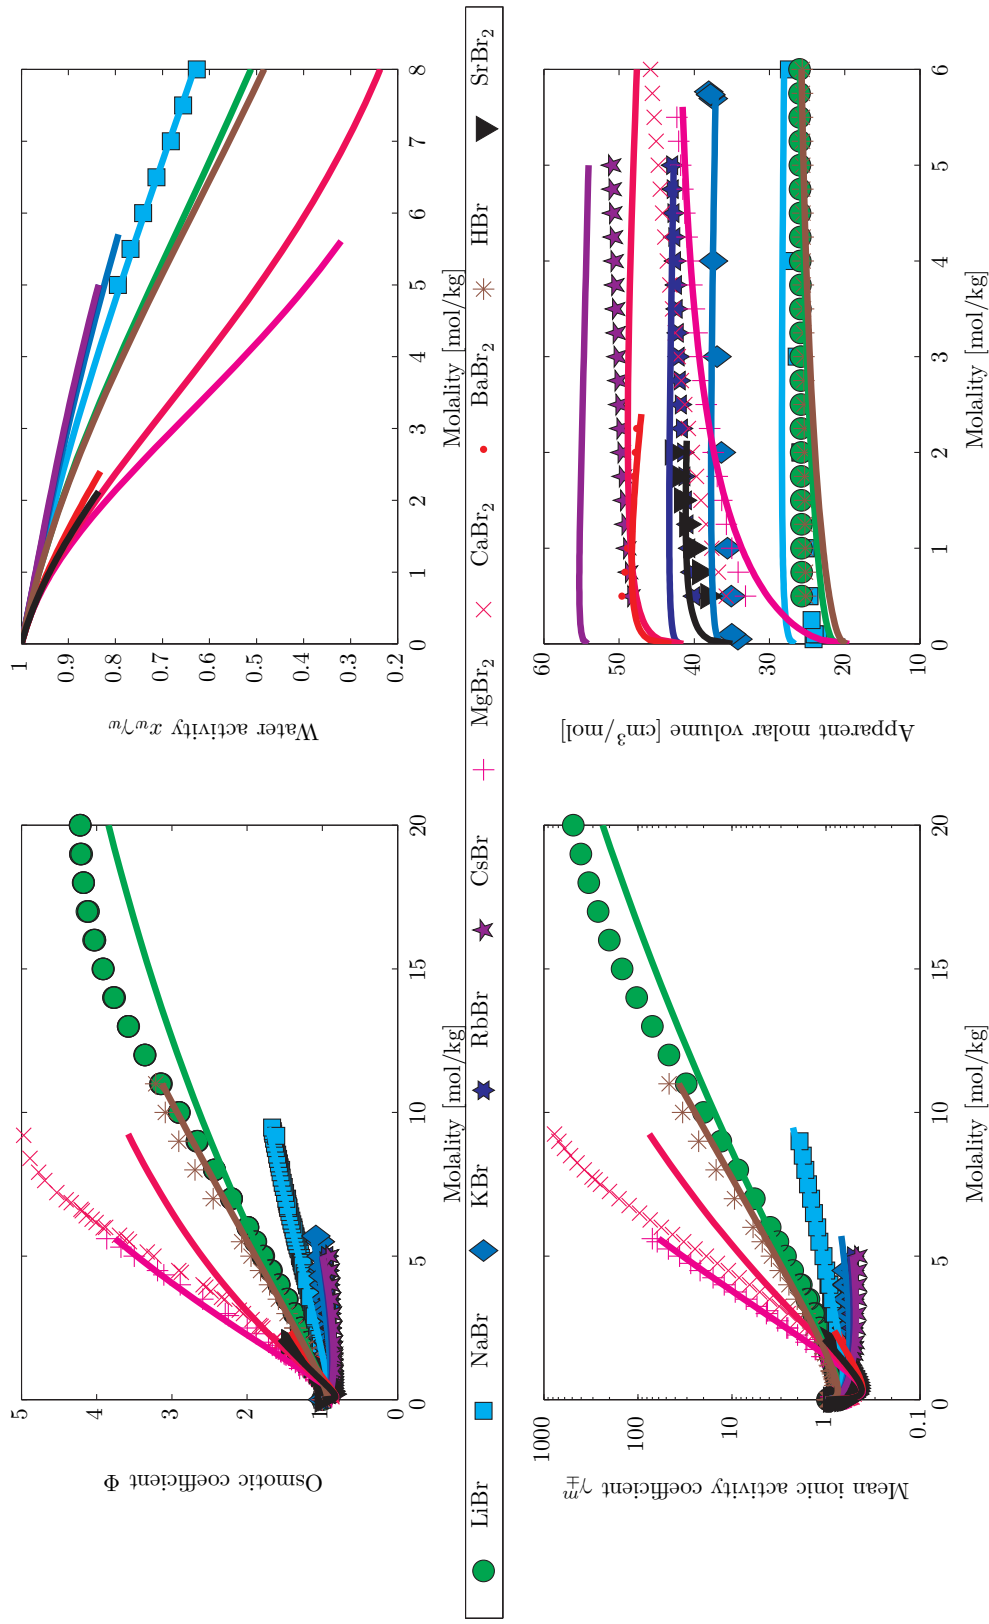 Osmotic coefficient Φ
5
4
3
2
1
0
0 5 10 15 20
Molality [mol/kg]
Water activity x_w γ_w
1
0.9
0.8
0.7
0.6
0.5
0.4
0.3
0.2
0 1 2 3 4 5 6 7 8
Molality [mol/kg]
LiBr NaBr KBr RbBr CsBr MgBr₂ CaBr₂ BaBr₂ HBr SrBr₂
Mean ionic activity coefficient γ±^m
1000
100
10
1
0.1
0 5 10 15 20
Molality [mol/kg]
Apparent molar volume [cm³/mol]
60
50
40
30
20
10
0 1 2 3 4 5 6
Molality [mol/kg]